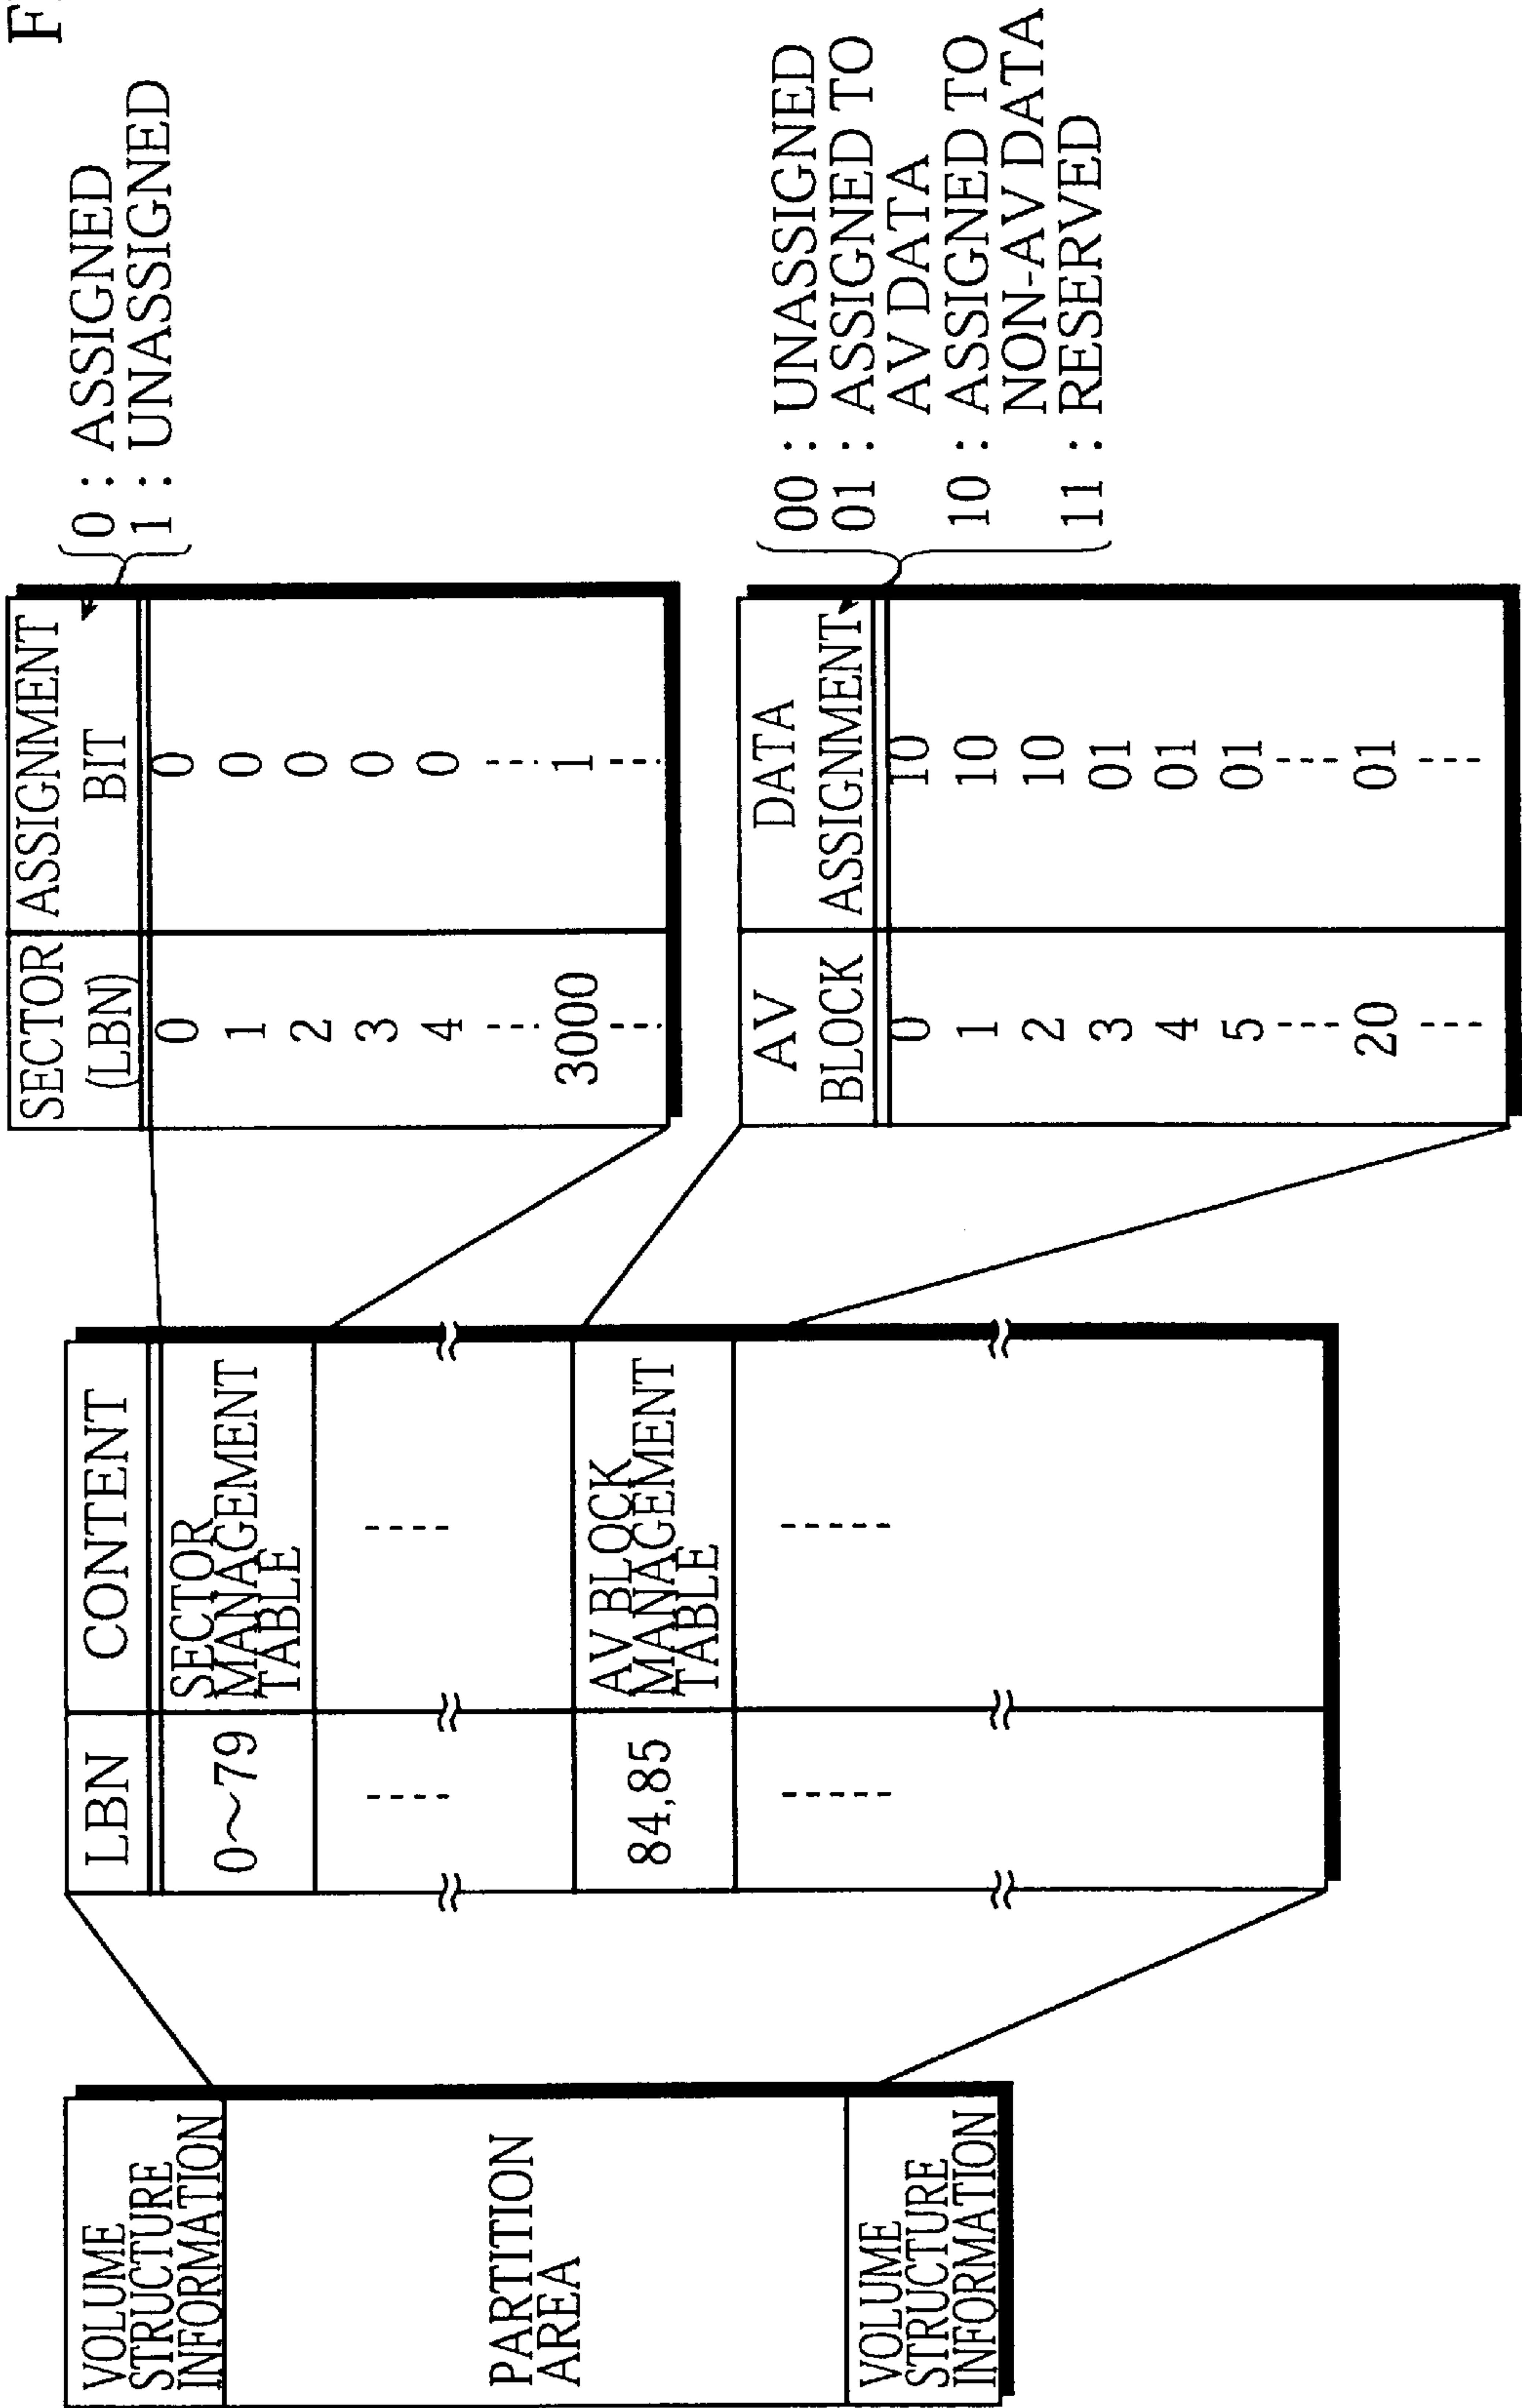 F
VOLUME
STRUCTURE
INFORMATION
PARTITION
AREA
VOLUME
STRUCTURE
INFORMATION
LBN CONTENT
0~79 SECTOR
MANAGEMENT
TABLE
84,85 AV BLOCK
MANAGEMENT
TABLE
SECTOR ASSIGNMENT
(LBN) BIT
0 0
1 0
2 0
3 0
4 0
3000 1
0 : ASSIGNED
1 : UNASSIGNED
AV DATA
BLOCK ASSIGNMENT
0 10
1 10
2 10
3 01
4 01
5 01
20 01
00 : UNASSIGNED
01 : ASSIGNED TO
AV DATA
10 : ASSIGNED TO
NON-AV DATA
11 : RESERVED